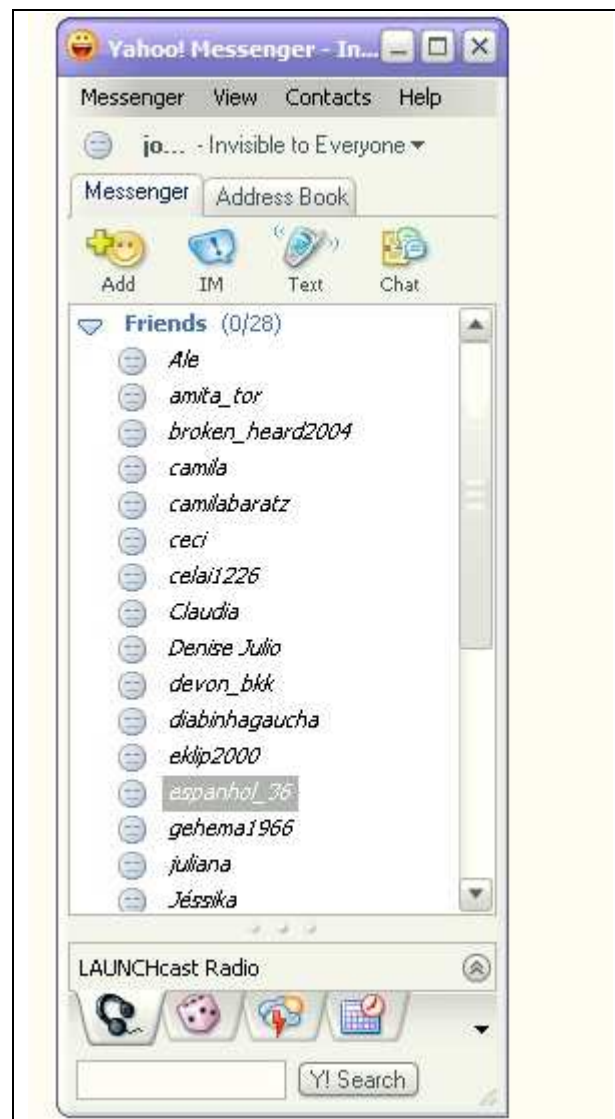 Yahoo! Messenger - In...
Messenger View Contacts Help
jo... - Invisible to Everyone
Messenger Address Book
Add IM Text Chat
Friends (0/28)
Ale
amita_tor
broken_heard2004
camila
camilabaratz
ceci
celai1226
Claudia
Denise Julio
devon_bkk
diabinhagaucha
eklip2000
espanhol_36
gehema1966
juliana
Jéssika
LAUNCHcast Radio
Y! Search